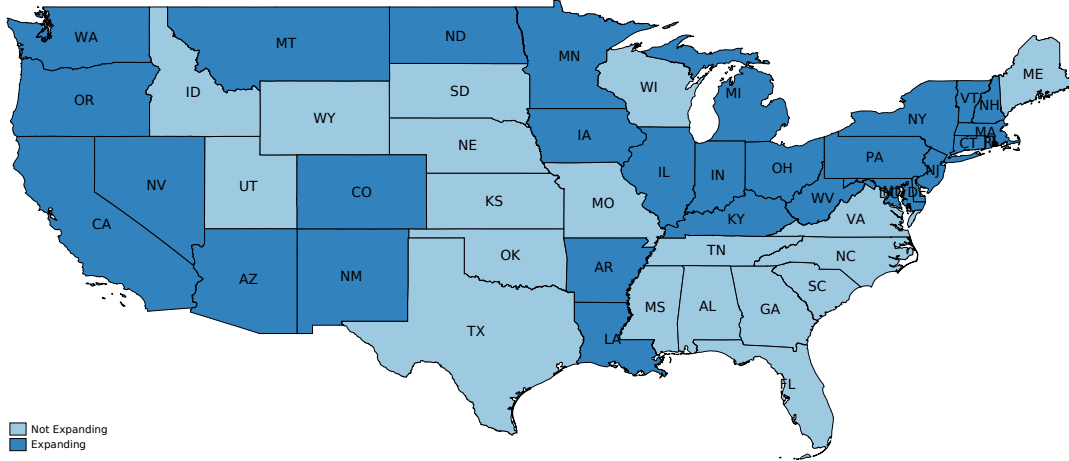 WA
MT
ND
MN
ME
OR
ID
SD
WI
MI
VT
NH
WY
NY
MA
IA
NE
CT
PA
NV
UT
CO
IL
IN
OH
NJ
KS
MO
WV
DE
CA
KY
VA
AZ
NM
OK
AR
TN
NC
SC
TX
MS
AL
GA
LA
FL
Not Expanding
Expanding